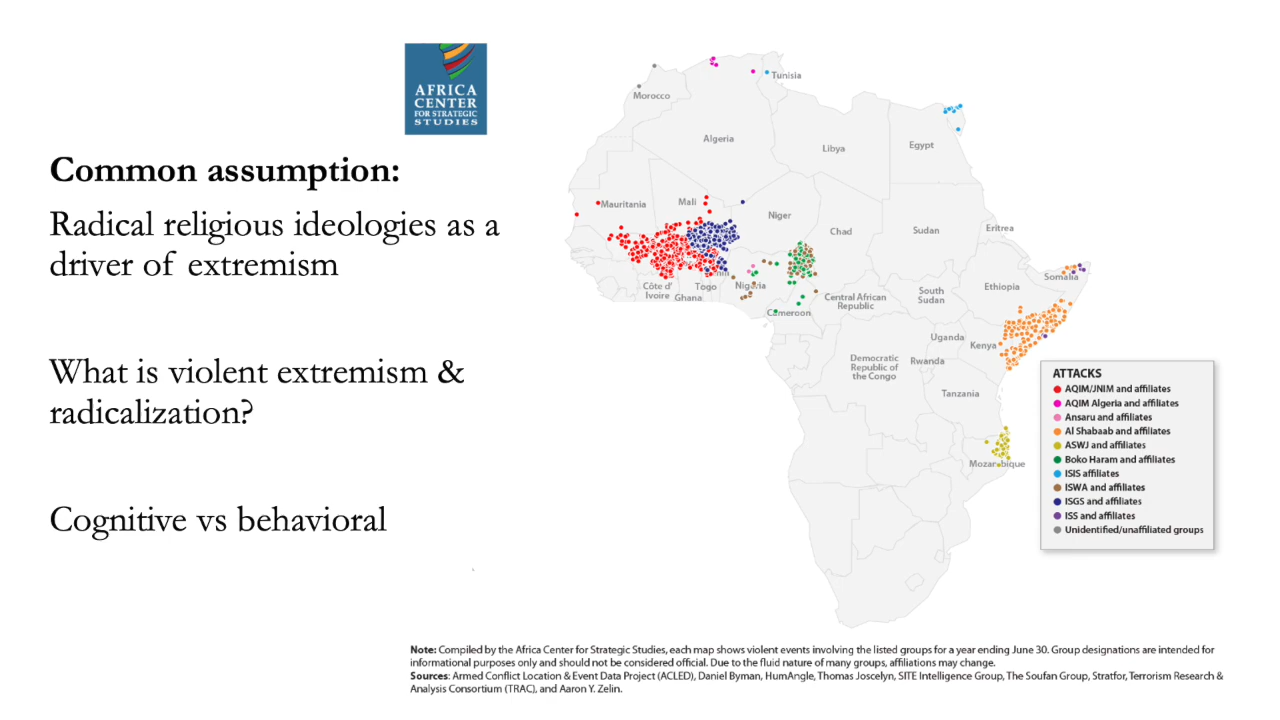 AFRICA
CENTER
FOR STRATEGIC
STUDIES
Common assumption:
Radical religious ideologies as a
driver of extremism
What is violent extremism &
radicalization?
Cognitive vs behavioral
Tunisia
Morocco
Algeria
Libya
Egypt
Mauritania
Mali
Niger
Chad
Sudan
Eritrea
Somalia
Ethiopia
Côte d'
Ivoire
Ghana
Togo
Nigeria
Cameroon
Central African
Republic
South
Sudan
Uganda
Kenya
Democratic
Republic of
the Congo
Rwanda
Tanzania
Mozambique
ATTACKS
AQIM/JNIM and affiliates
AQIM Algeria and affiliates
Ansaru and affiliates
Al Shabaab and affiliates
ASWJ and affiliates
Boko Haram and affiliates
ISIS affiliates
ISWA and affiliates
ISGS and affiliates
ISS and affiliates
Unidentified/unaffiliated groups
Note: Compiled by the Africa Center for Strategic Studies, each map shows violent events involving the listed groups for a year ending June 30. Group designations are intended for
informational purposes only and should not be considered official. Due to the fluid nature of many groups, affiliations may change.
Sources: Armed Conflict Location & Event Data Project (ACLED), Daniel Byman, HumAngle, Thomas Joscelyn, SITE Intelligence Group, The Soufan Group, Stratfor, Terrorism Research &
Analysis Consortium (TRAC), and Aaron Y. Zelin.